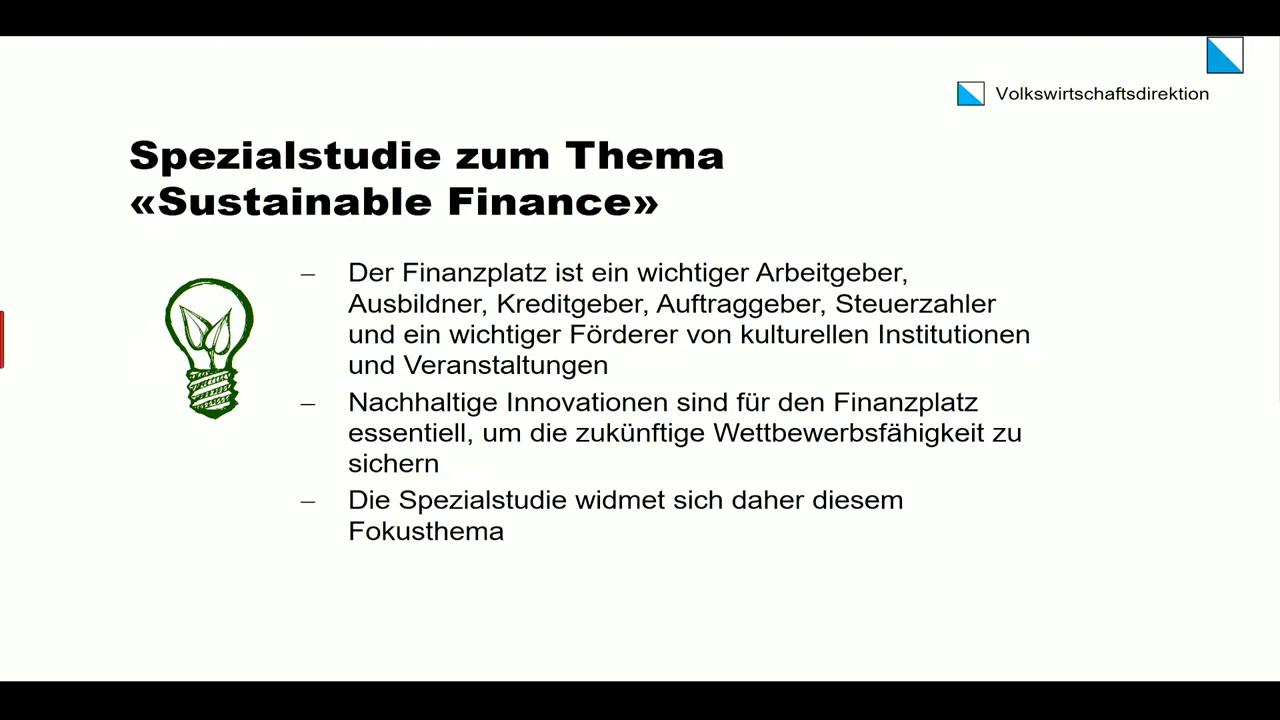 Volkswirtschaftsdirektion
Spezialstudie zum Thema
«Sustainable Finance»
– Der Finanzplatz ist ein wichtiger Arbeitgeber,
Ausbildner, Kreditgeber, Auftraggeber, Steuerzahler
und ein wichtiger Förderer von kulturellen Institutionen
und Veranstaltungen
– Nachhaltige Innovationen sind für den Finanzplatz
essentiell, um die zukünftige Wettbewerbsfähigkeit zu
sichern
– Die Spezialstudie widmet sich daher diesem
Fokusthema